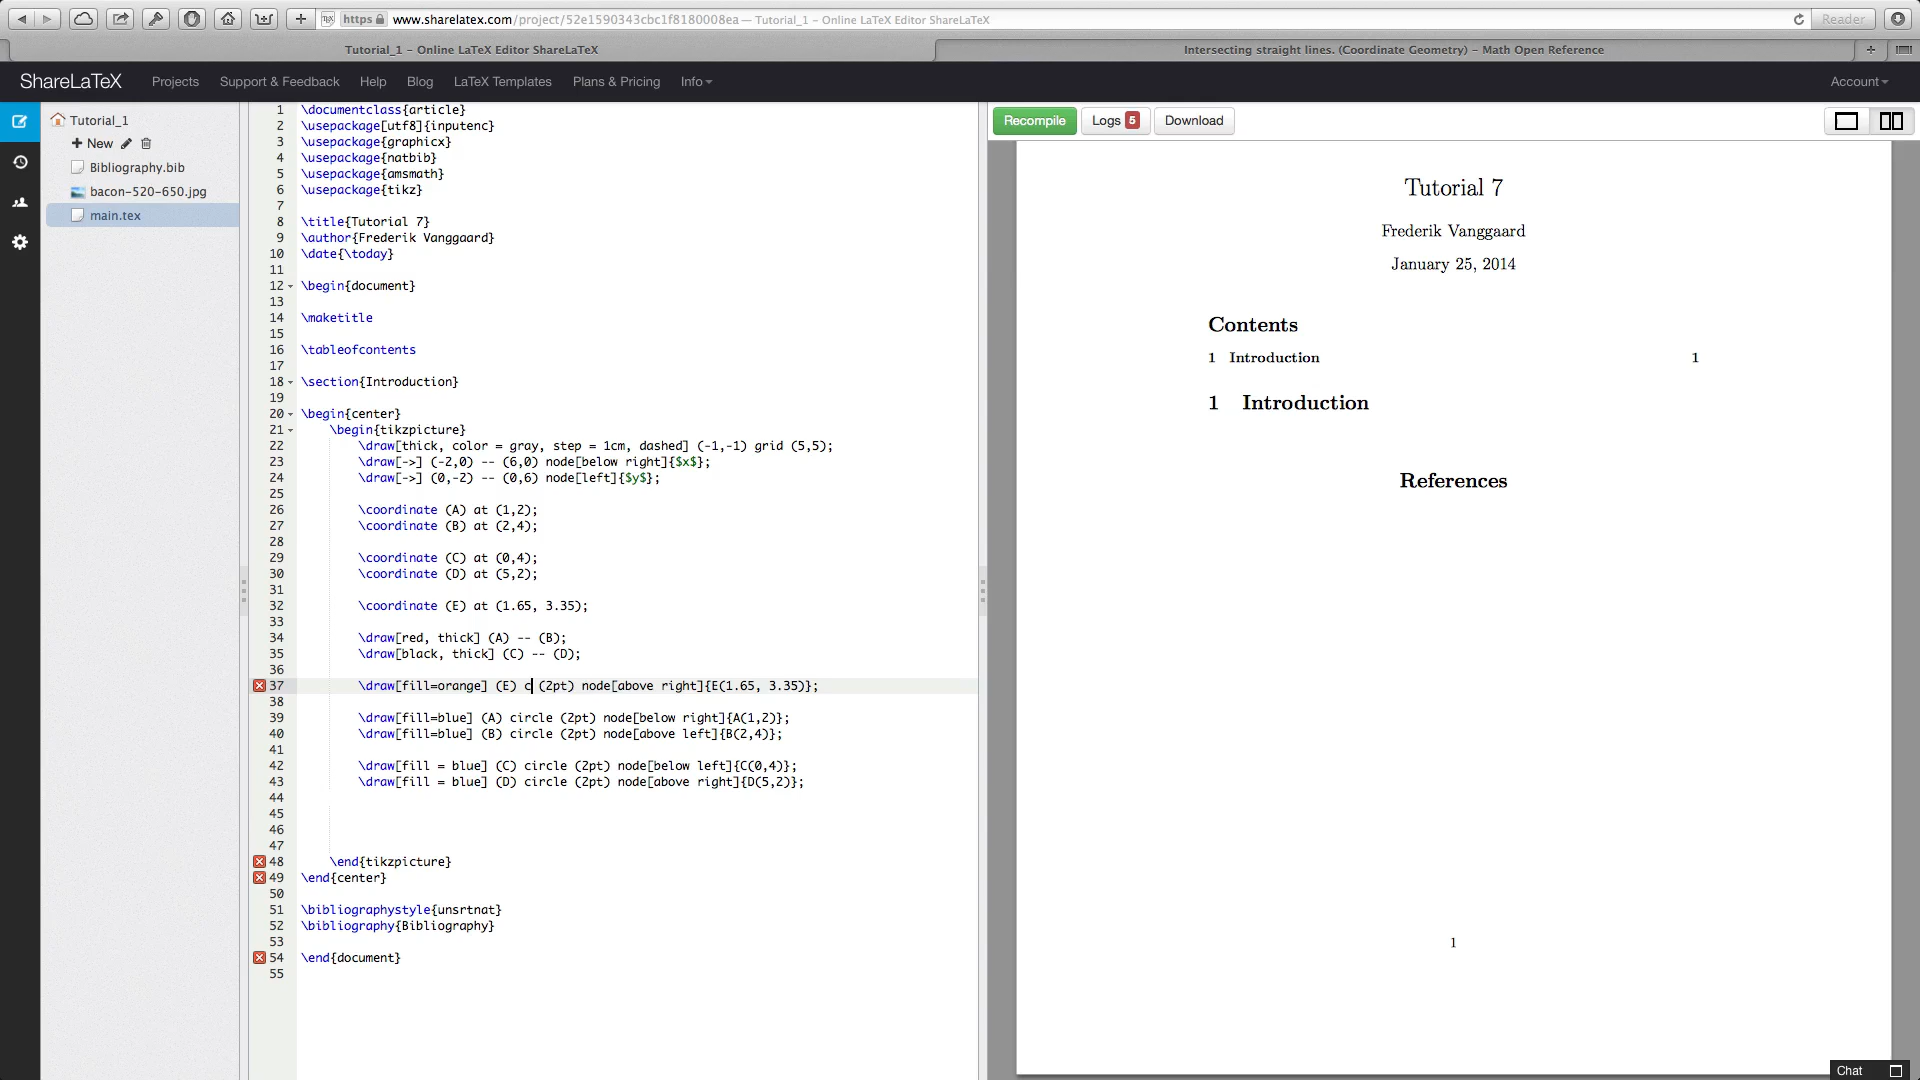 https www.sharelatex.com/project/52e1590343cbc1f8180008ea — Tutorial_1 – Online LaTeX Editor ShareLaTeX
Reader
Tutorial_1 – Online LaTeX Editor ShareLaTeX
Intersecting straight lines. (Coordinate Geometry) – Math Open Reference
ShareLaTeX Projects Support & Feedback Help Blog LaTeX Templates Plans & Pricing Info Account
Tutorial_1
New
Bibliography.bib
bacon-520-650.jpg
main.tex
1 \documentclass{article}
2 \usepackage[utf8]{inputenc}
3 \usepackage{graphicx}
4 \usepackage{natbib}
5 \usepackage{amsmath}
6 \usepackage{tikz}
7
8 \title{Tutorial 7}
9 \author{Frederik Vanggaard}
10 \date{\today}
11
12 \begin{document}
13
14 \maketitle
15
16 \tableofcontents
17
18 \section{Introduction}
19
20 \begin{center}
21 \begin{tikzpicture}
22 \draw[thick, color = gray, step = 1cm, dashed] (-1,-1) grid (5,5);
23 \draw[->] (-2,0) -- (6,0) node[below right]{$x$};
24 \draw[->] (0,-2) -- (0,6) node[left]{$y$};
25
26 \coordinate (A) at (1,2);
27 \coordinate (B) at (2,4);
28
29 \coordinate (C) at (0,4);
30 \coordinate (D) at (5,2);
31
32 \coordinate (E) at (1.65, 3.35);
33
34 \draw[red, thick] (A) -- (B);
35 \draw[black, thick] (C) -- (D);
36
37 \draw[fill=orange] (E) c (2pt) node[above right]{E(1.65, 3.35)};
38
39 \draw[fill=blue] (A) circle (2pt) node[below right]{A(1,2)};
40 \draw[fill=blue] (B) circle (2pt) node[above left]{B(2,4)};
41
42 \draw[fill = blue] (C) circle (2pt) node[below left]{C(0,4)};
43 \draw[fill = blue] (D) circle (2pt) node[above right]{D(5,2)};
44
45
46
47
48 \end{tikzpicture}
49 \end{center}
50
51 \bibliographystyle{unsrtnat}
52 \bibliography{Bibliography}
53
54 \end{document}
55
Recompile Logs 5 Download
Tutorial 7
Frederik Vanggaard
January 25, 2014
Contents
1 Introduction 1
1 Introduction
References
1
Chat